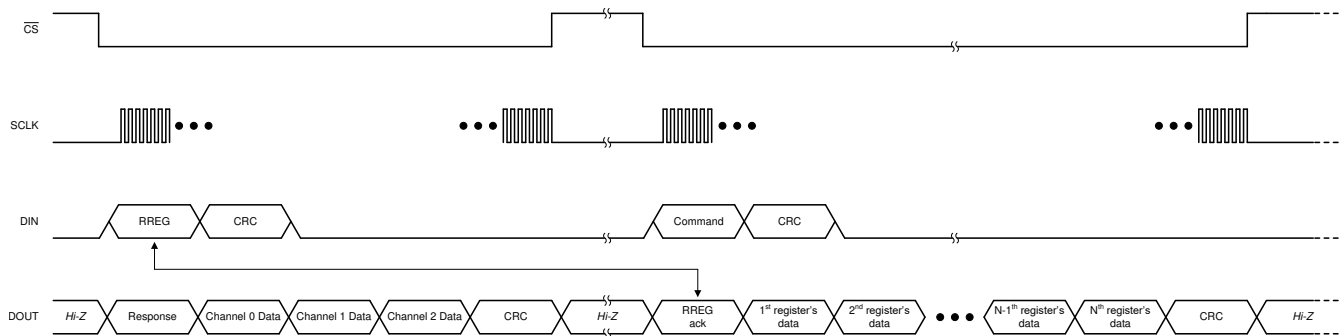 CS
SCLK
DIN
RREG
CRC
Command
CRC
DOUT
Hi-Z
Response
Channel 0 Data
Channel 1 Data
Channel 2 Data
CRC
Hi-Z
RREG
ack
1st register's
data
2nd register's
data
N-1th register's
data
Nth register's
data
CRC
Hi-Z